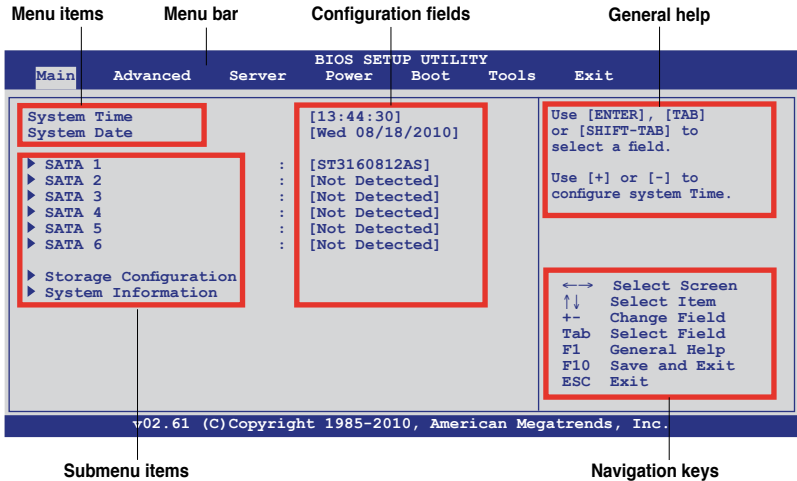 Menu items Menu bar Configuration fields General help
BIOS SETUP UTILITY
Main Advanced Server Power Boot Tools Exit
System Time [13:44:30]
System Date [Wed 08/18/2010]
SATA 1 : [ST3160812AS]
SATA 2 : [Not Detected]
SATA 3 : [Not Detected]
SATA 4 : [Not Detected]
SATA 5 : [Not Detected]
SATA 6 : [Not Detected]
Storage Configuration
System Information
Use [ENTER], [TAB]
or [SHIFT-TAB] to
select a field.
Use [+] or [-] to
configure system Time.
←→ Select Screen
↑↓ Select Item
+- Change Field
Tab Select Field
F1 General Help
F10 Save and Exit
ESC Exit
v02.61 (C)Copyright 1985-2010, American Megatrends, Inc.
Submenu items Navigation keys